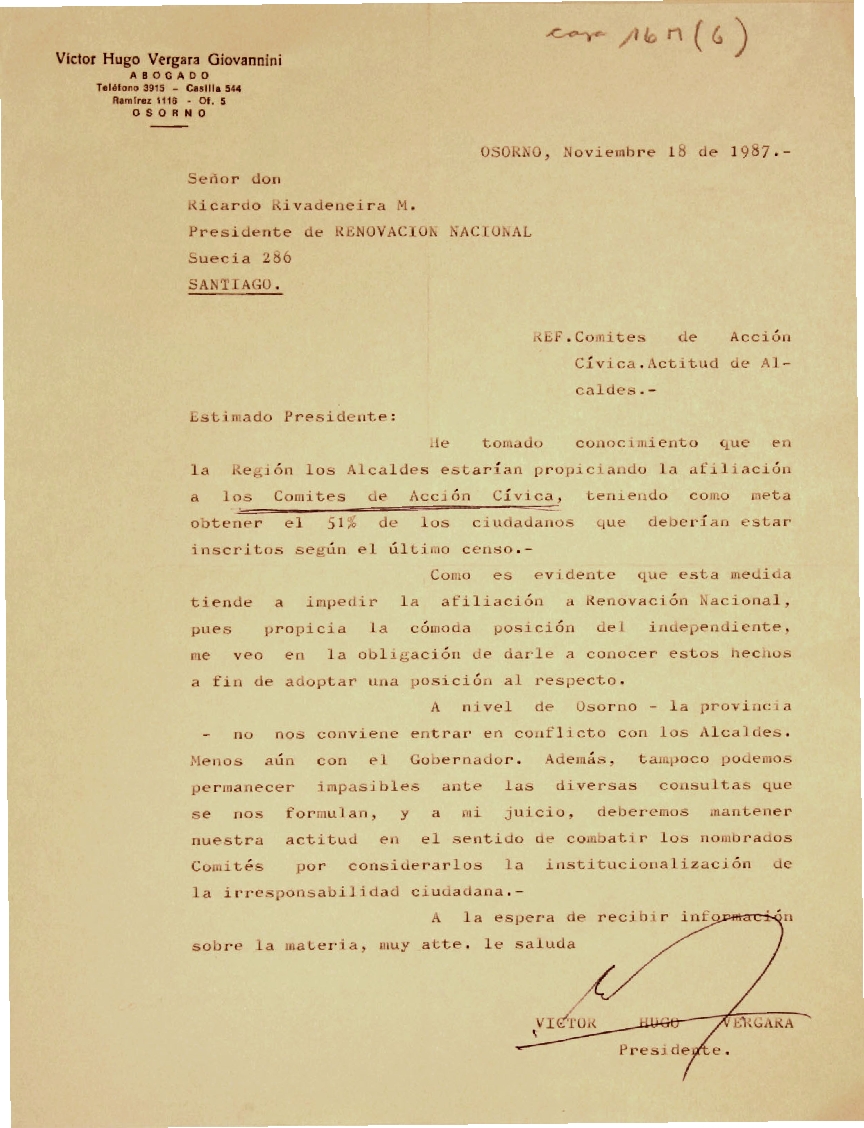 caja 16 M (6)
Victor Hugo Vergara Giovannini
ABOGADO
Teléfono 3915 – Casilla 544
Ramírez 1116 - Of. 5
OSORNO
OSORNO, Noviembre 18 de 1987.-
Señor don
Ricardo Rivadeneira M.
Presidente de RENOVACION NACIONAL
Suecia 286
SANTIAGO.
REF.Comites de Acción
Cívica.Actitud de Al-
caldes.-
Estimado Presidente:
He tomado conocimiento que en
la Región los Alcaldes estarían propiciando la afiliación
a los Comites de Acción Cívica, teniendo como meta
obtener el 51% de los ciudadanos que deberían estar
inscritos según el último censo.-
Como es evidente que esta medida
tiende a impedir la afiliación a Renovación Nacional,
pues propicia la cómoda posición del independiente,
me veo en la obligación de darle a conocer estos hechos
a fin de adoptar una posición al respecto.
A nivel de Osorno - la provincia
- no nos conviene entrar en conflicto con los Alcaldes.
Menos aún con el Gobernador. Además, tampoco podemos
permanecer impasibles ante las diversas consultas que
se nos formulan, y a mi juicio, deberemos mantener
nuestra actitud en el sentido de combatir los nombrados
Comités por considerarlos la institucionalización de
la irresponsabilidad ciudadana.-
A la espera de recibir información
sobre la materia, muy atte. le saluda
VICTOR HUGO VERGARA
Presidente.